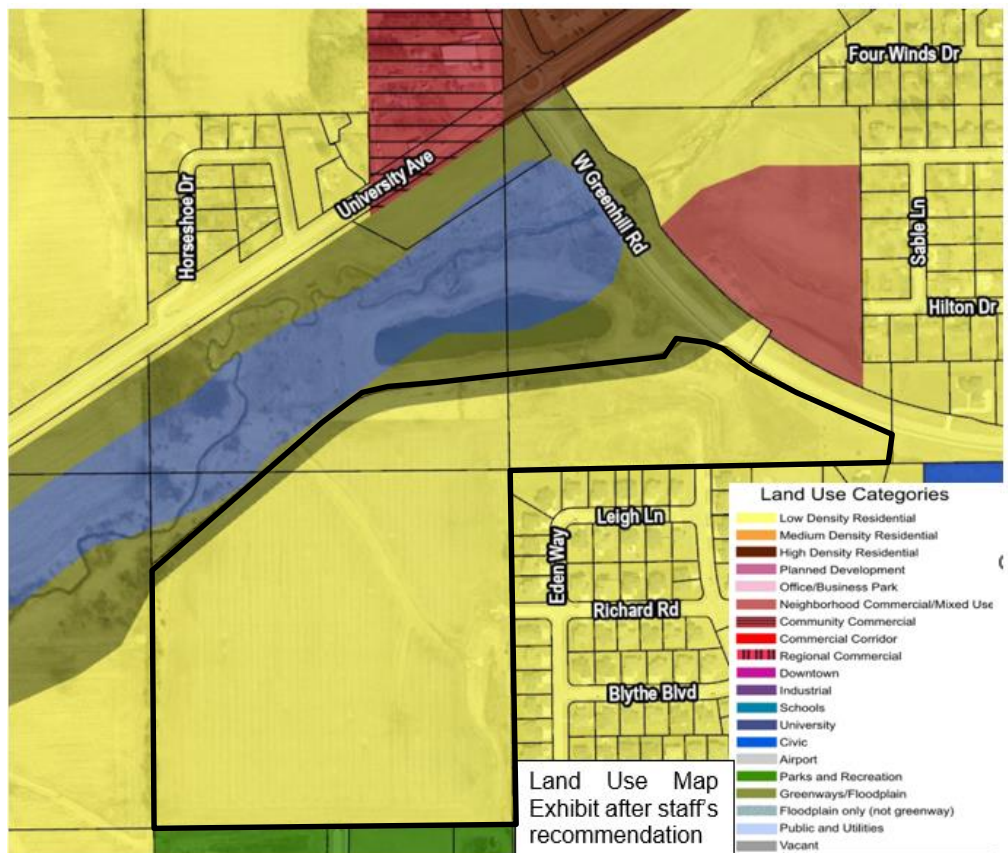 Four Winds Dr
University Ave
W Greenhill Rd
Horseshoe Dr
Sable Ln
Hilton Dr
Leigh Ln
Eden Way
Richard Rd
Blythe Blvd
Land Use Map
Exhibit after staff's
recommendation
Land Use Categories
Low Density Residential
Medium Density Residential
High Density Residential
Planned Development
Office/Business Park
Neighborhood Commercial/Mixed Use
Community Commercial
Commercial Corridor
Regional Commercial
Downtown
Industrial
Schools
University
Civic
Airport
Parks and Recreation
Greenways/Floodplain
Floodplain only (not greenway)
Public and Utilities
Vacant